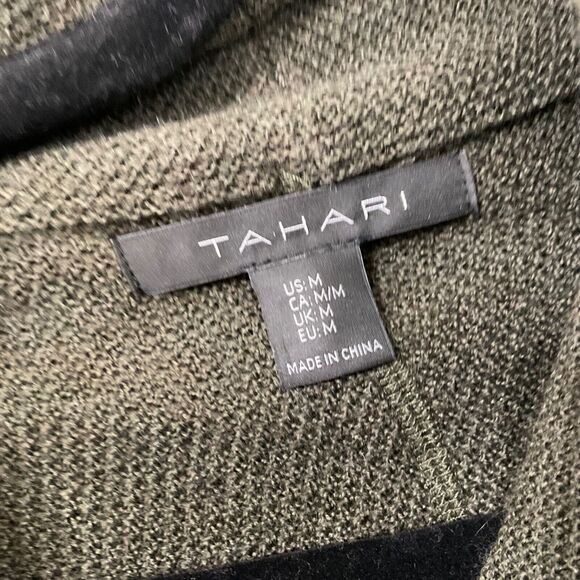 TAHARI
US: M
CA: M/M
UK: M
EU: M
MADE IN CHINA